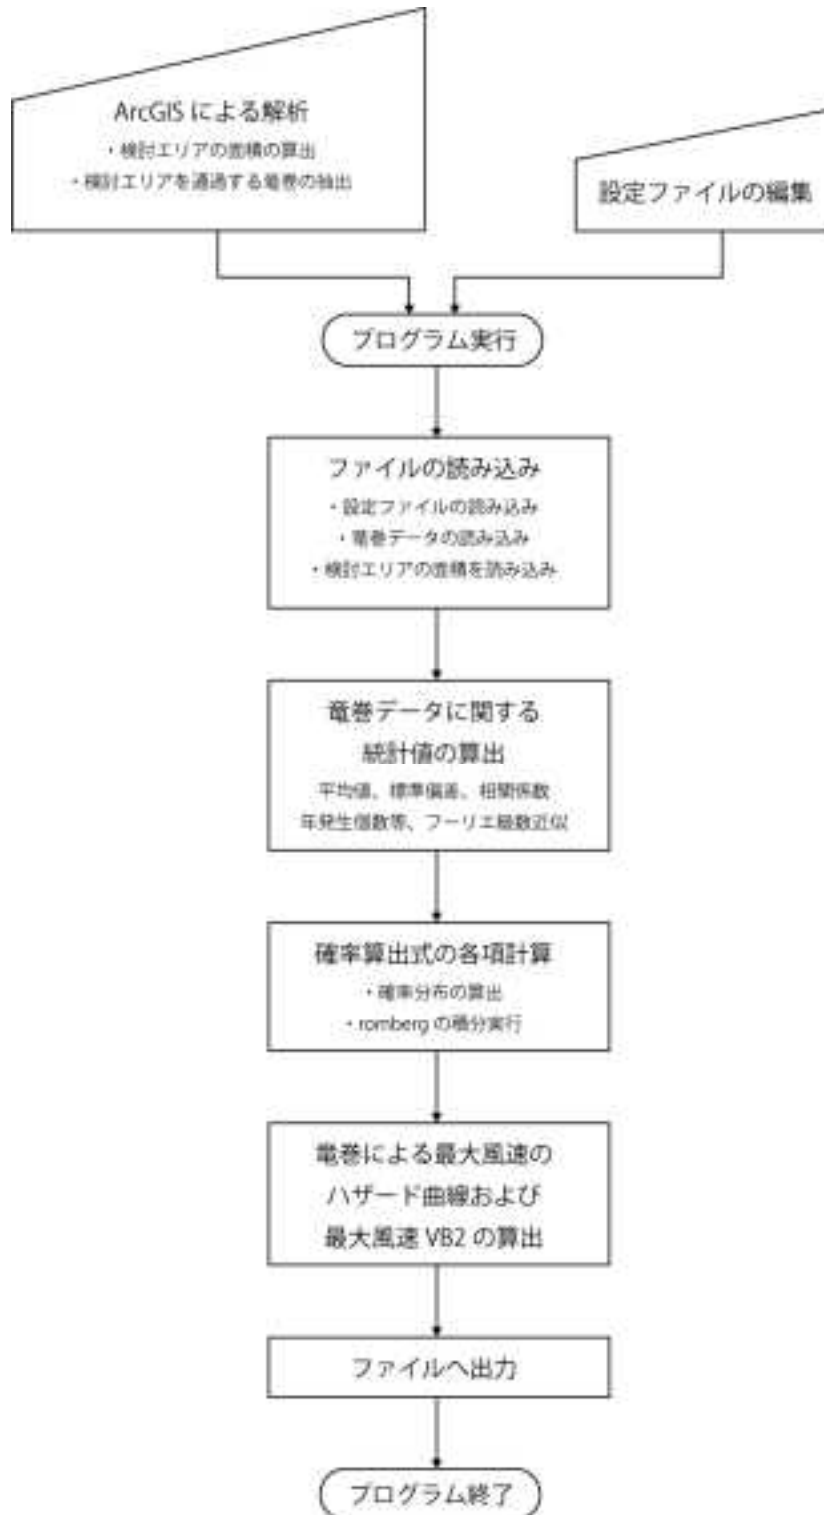 ArcGIS による解析
・検討エリアの面積の算出
・検討エリアを通過する竜巻の抽出
設定ファイルの編集
プログラム実行
ファイルの読み込み
・設定ファイルの読み込み
・竜巻データの読み込み
・検討エリアの面積を読み込み
竜巻データに関する
統計値の算出
平均値、標準偏差、相関係数
年発生個数等、フーリエ級数近似
確率算出式の各項計算
・確率分布の算出
・romberg の積分実行
竜巻による最大風速の
ハザード曲線および
最大風速 VB2 の算出
ファイルへ出力
プログラム終了